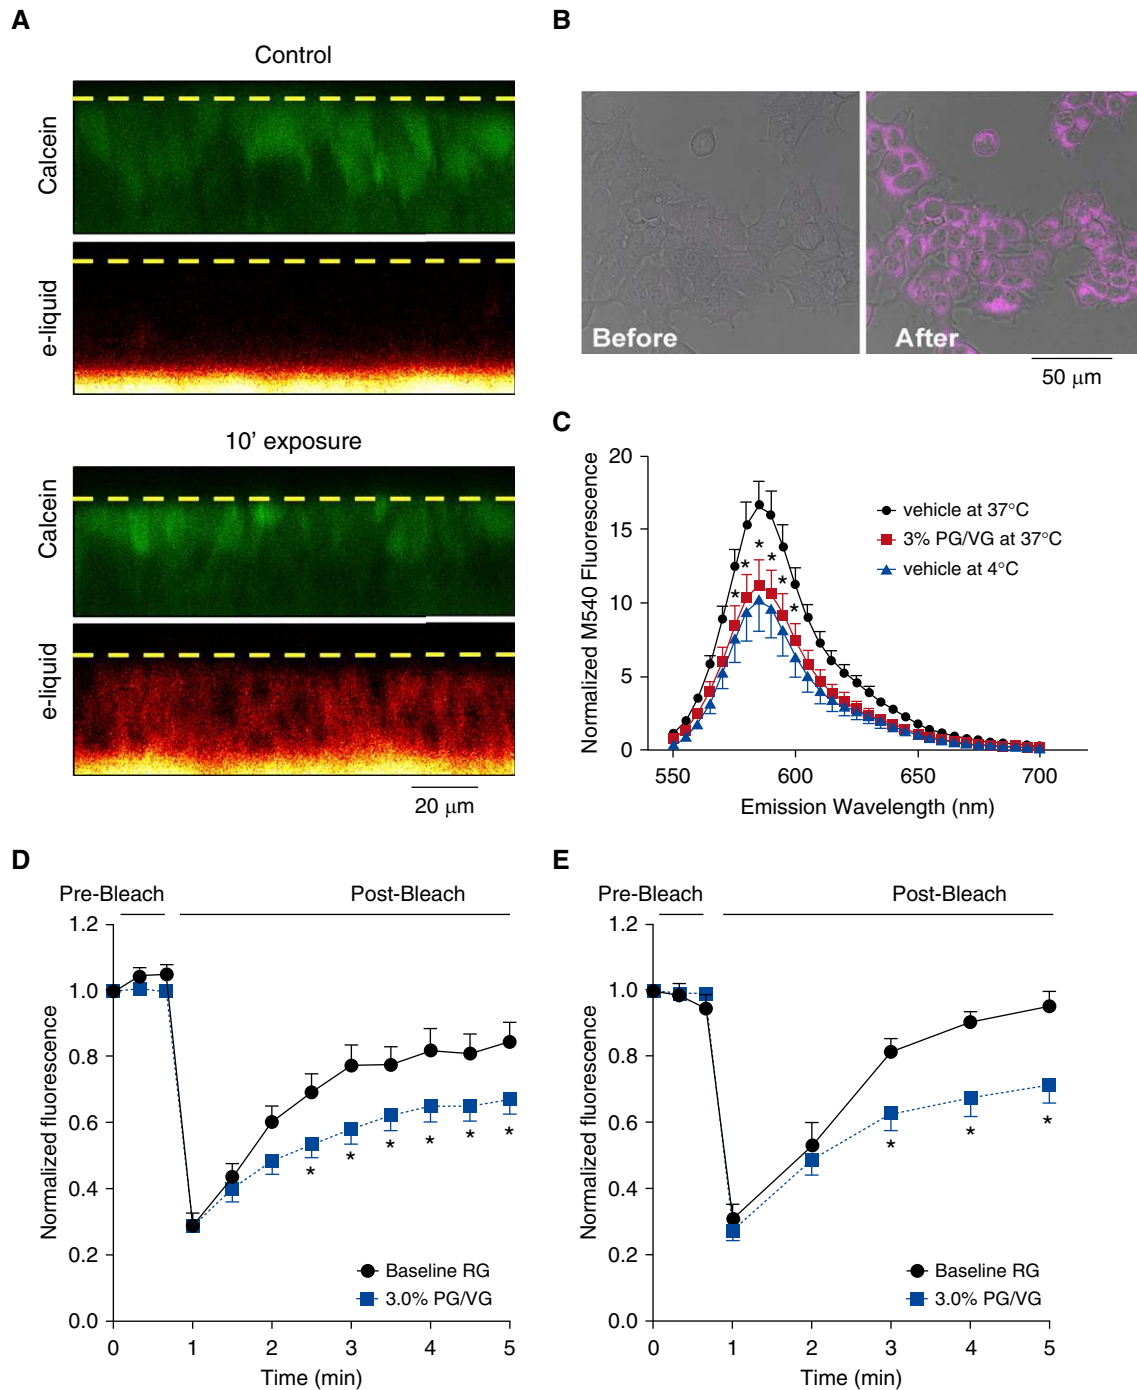 A
Control
Calcein
e-liquid
10' exposure
Calcein
e-liquid
20 μm
B
Before
After
50 μm
C
Normalized M540 Fluorescence
20
15
10
5
0
550
600
650
700
Emission Wavelength (nm)
vehicle at 37°C
3% PG/VG at 37°C
vehicle at 4°C
*
*
*
*
*
*
D
Pre-Bleach
Post-Bleach
Normalized fluorescence
1.2
1.0
0.8
0.6
0.4
0.2
0.0
*
*
*
*
*
*
Baseline RG
3.0% PG/VG
0
1
2
3
4
5
Time (min)
E
Pre-Bleach
Post-Bleach
Normalized fluorescence
1.2
1.0
0.8
0.6
0.4
0.2
0.0
*
*
*
Baseline RG
3.0% PG/VG
0
1
2
3
4
5
Time (min)